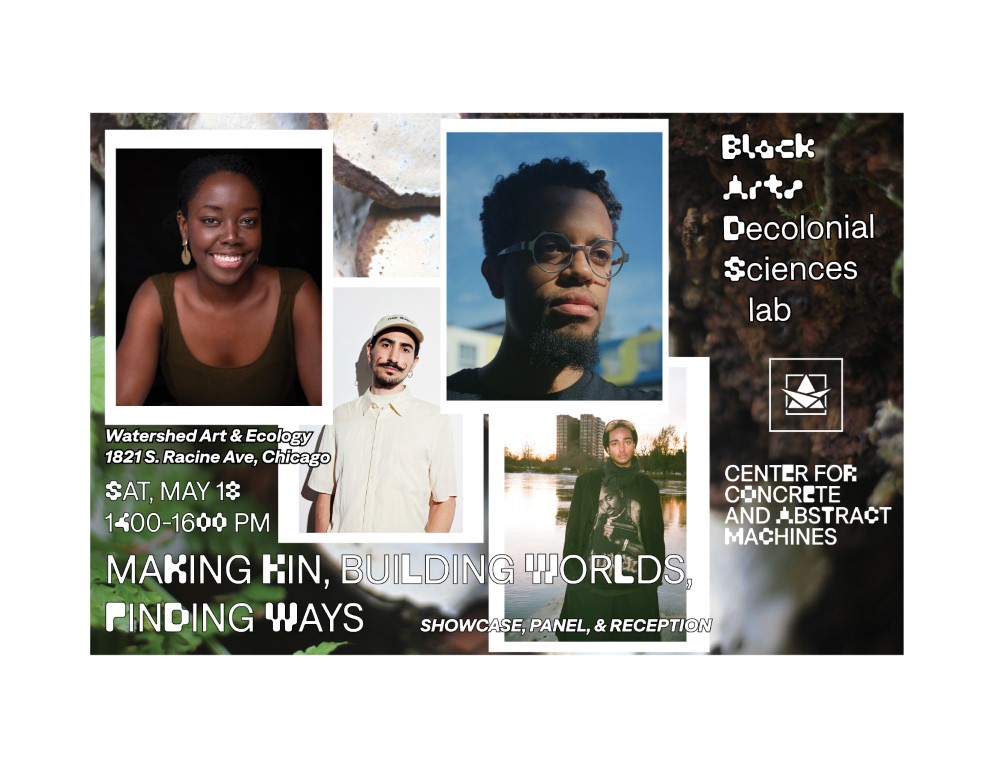 Black
Arts
Decolonial
Sciences
lab
Watershed Art & Ecology
1821 S. Racine Ave, Chicago
SAT, MAY 18
1400-1600 PM
MAKING KIN, BUILDING WORLDS,
FINDING WAYS
SHOWCASE, PANEL, & RECEPTION
CENTER FOR
CONCRETE
AND ABSTRACT
MACHINES